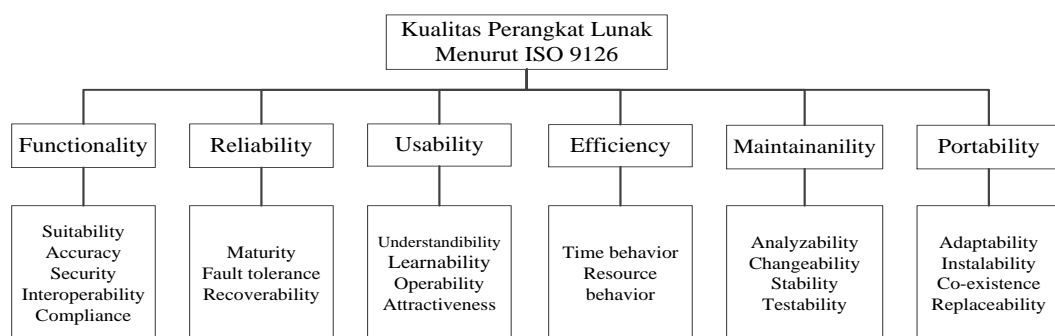 Kualitas Perangkat Lunak
Menurut ISO 9126
Functionality
Reliability
Usability
Efficiency
Maintainanility
Portability
Suitability
Accuracy
Security
Interoperability
Compliance
Maturity
Fault tolerance
Recoverability
Understandibility
Learnability
Operability
Attractiveness
Time behavior
Resource
behavior
Analyzability
Changeability
Stability
Testability
Adaptability
Instalability
Co-existence
Replaceability